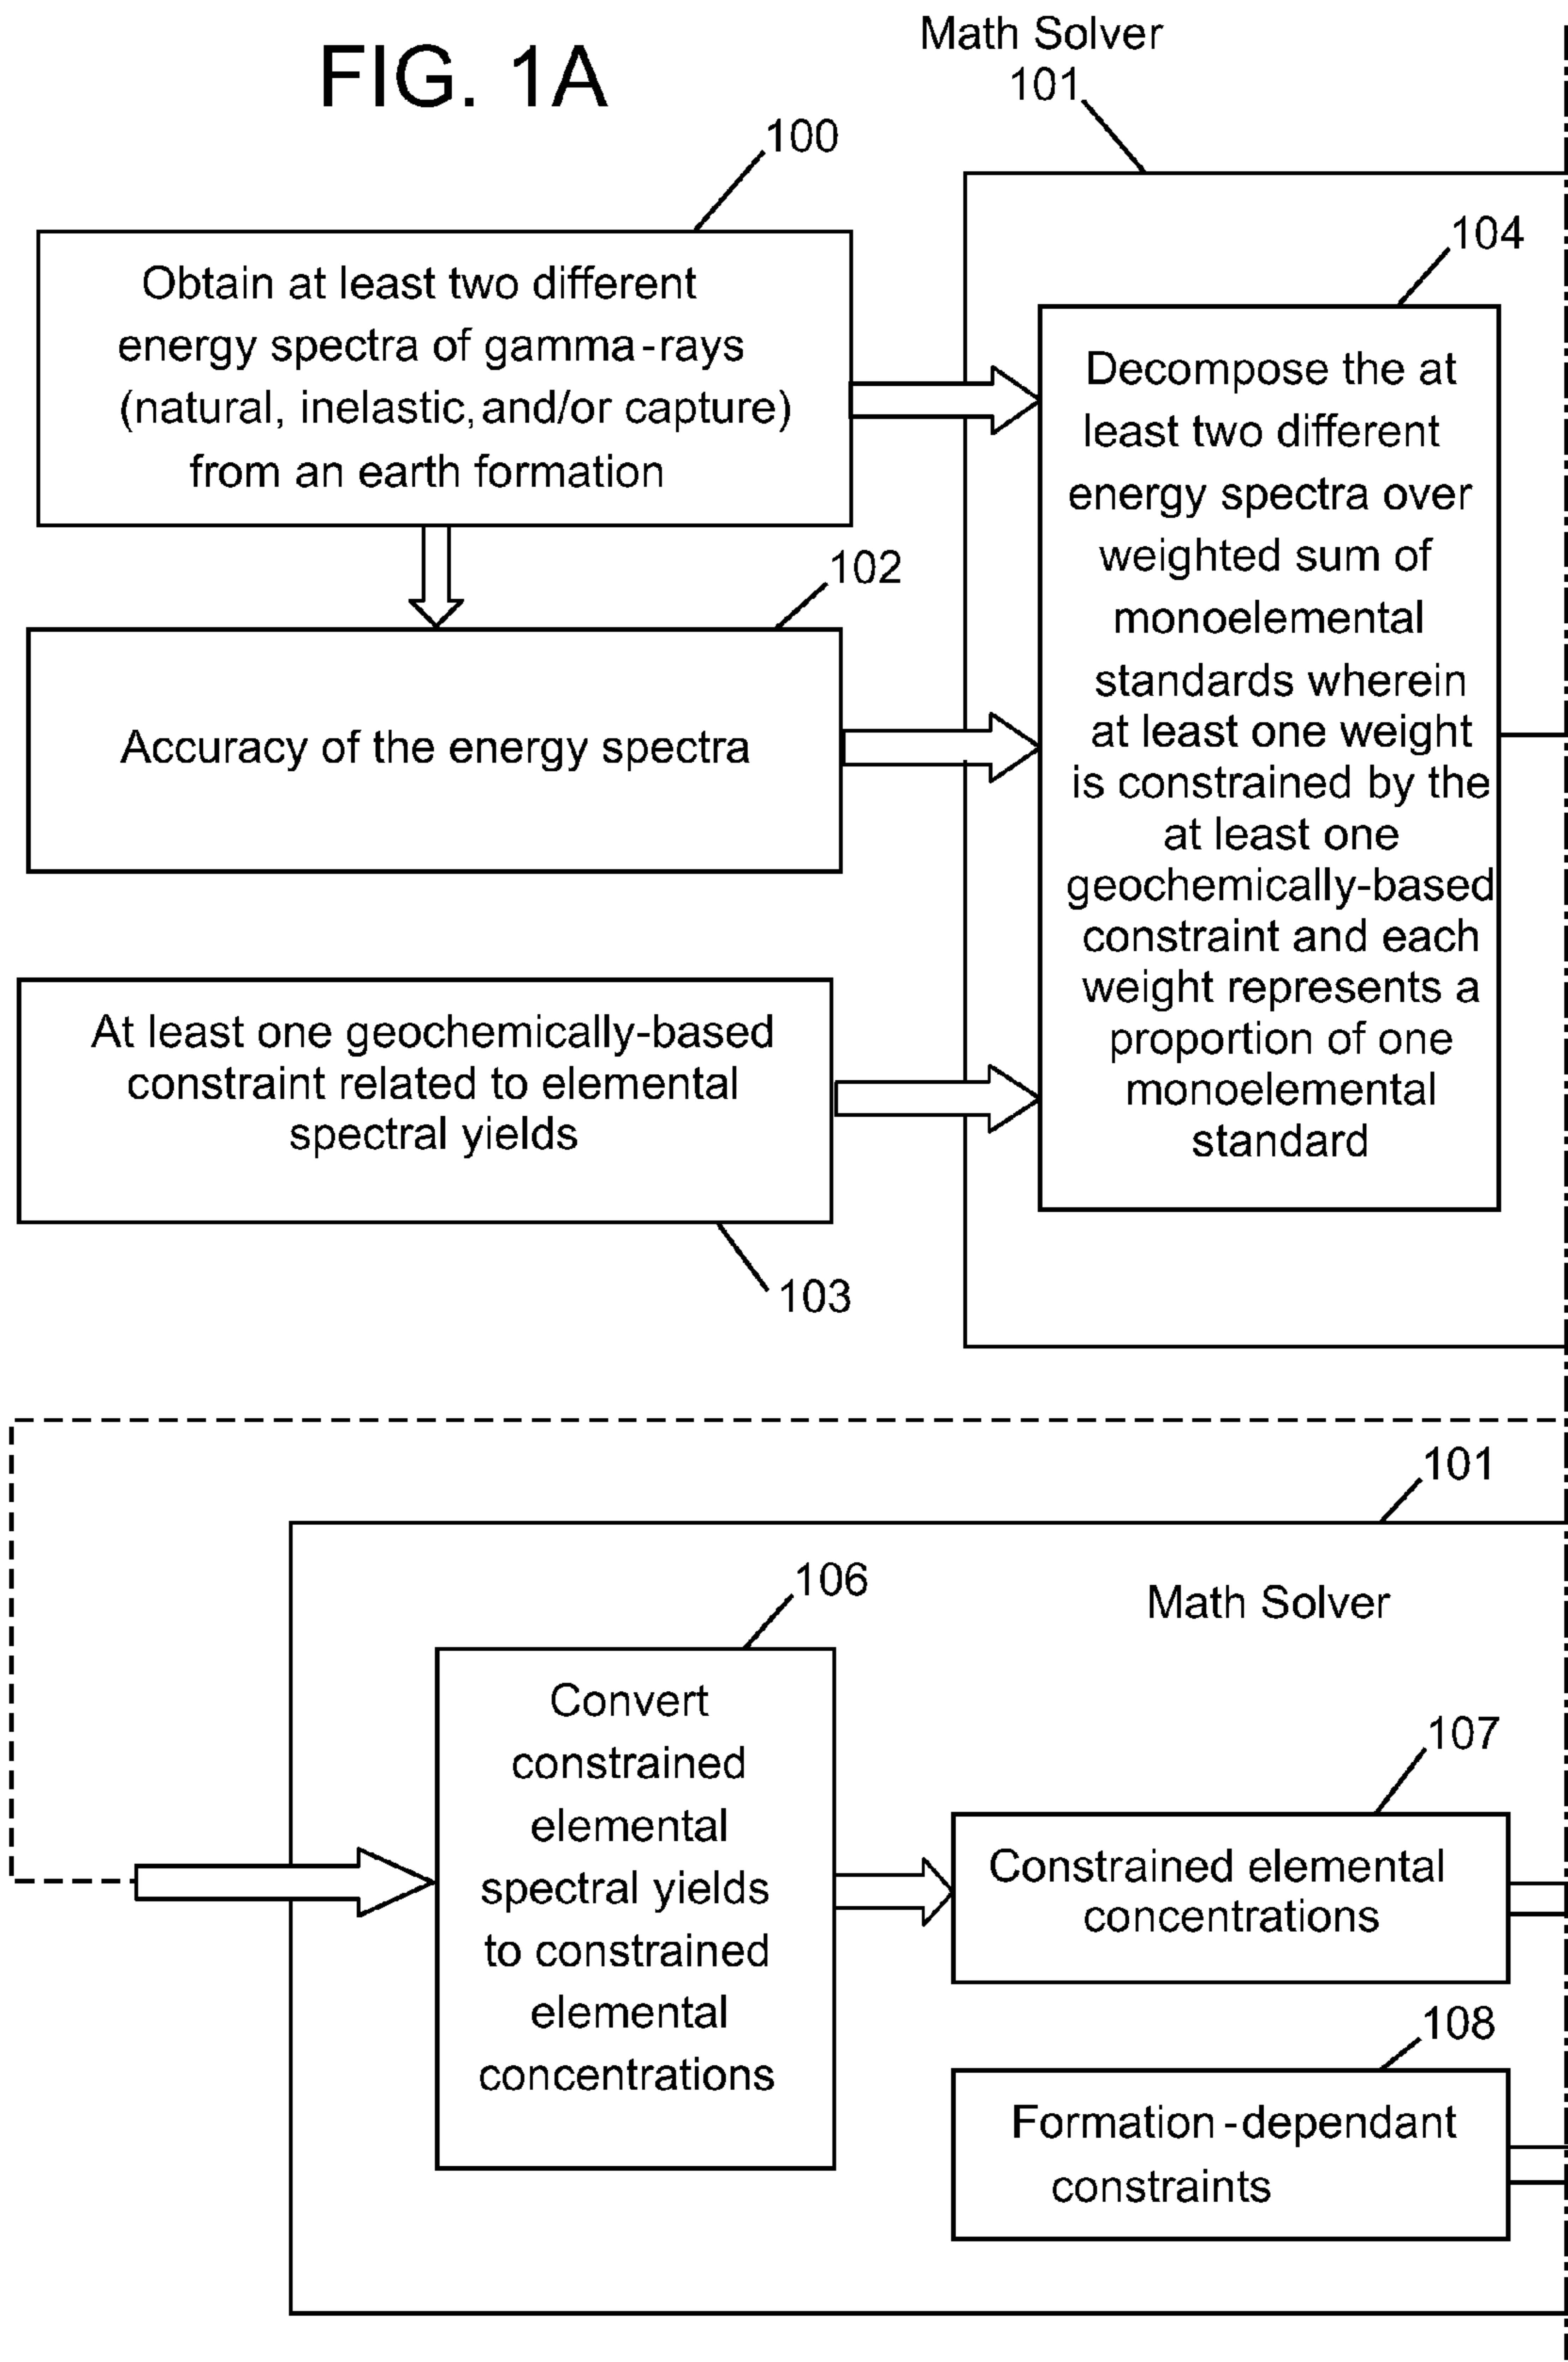 FIG. 1A
Math Solver
101
100
Obtain at least two different
energy spectra of gamma-rays
(natural, inelastic, and/or capture)
from an earth formation
104
Decompose the at
least two different
energy spectra over
weighted sum of
monoelemental
standards wherein
at least one weight
is constrained by the
at least one
geochemically-based
constraint and each
weight represents a
proportion of one
monoelemental
standard
102
Accuracy of the energy spectra
At least one geochemically-based
constraint related to elemental
spectral yields
103
101
Math Solver
106
Convert
constrained
elemental
spectral yields
to constrained
elemental
concentrations
107
Constrained elemental
concentrations
108
Formation-dependant
constraints